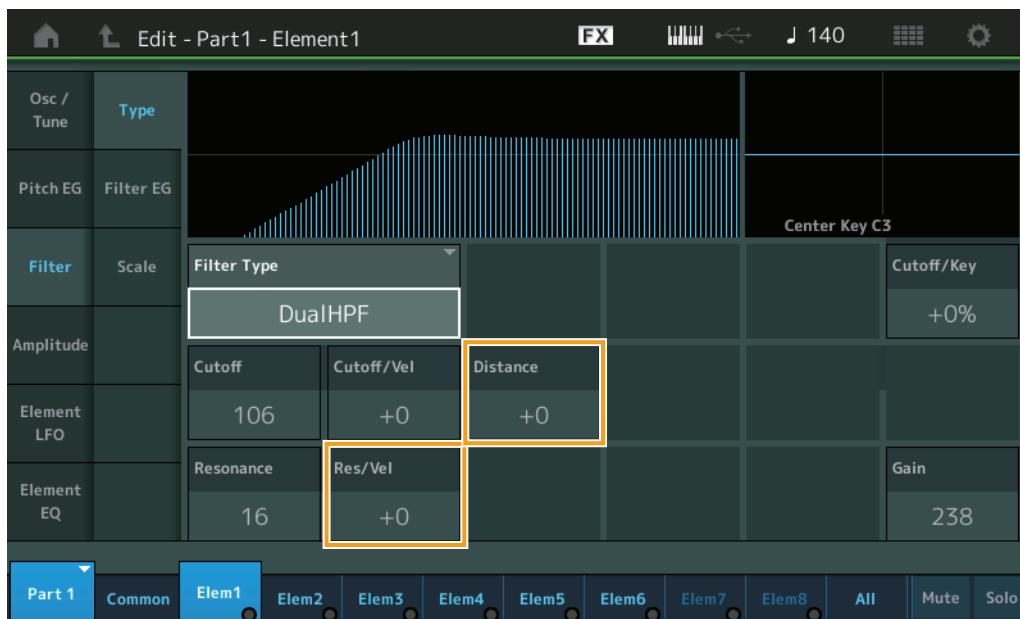 Edit - Part1 - Element1
FX
140
Osc /
Tune
Type
Pitch EG
Filter EG
Center Key C3
Filter
Scale
Filter Type
DualHPF
Cutoff/Key
+0%
Amplitude
Cutoff
106
Cutoff/Vel
+0
Distance
+0
Element
LFO
Resonance
16
Res/Vel
+0
Gain
238
Element
EQ
Part 1
Common
Elem1
Elem2
Elem3
Elem4
Elem5
Elem6
Elem7
Elem8
All
Mute
Solo